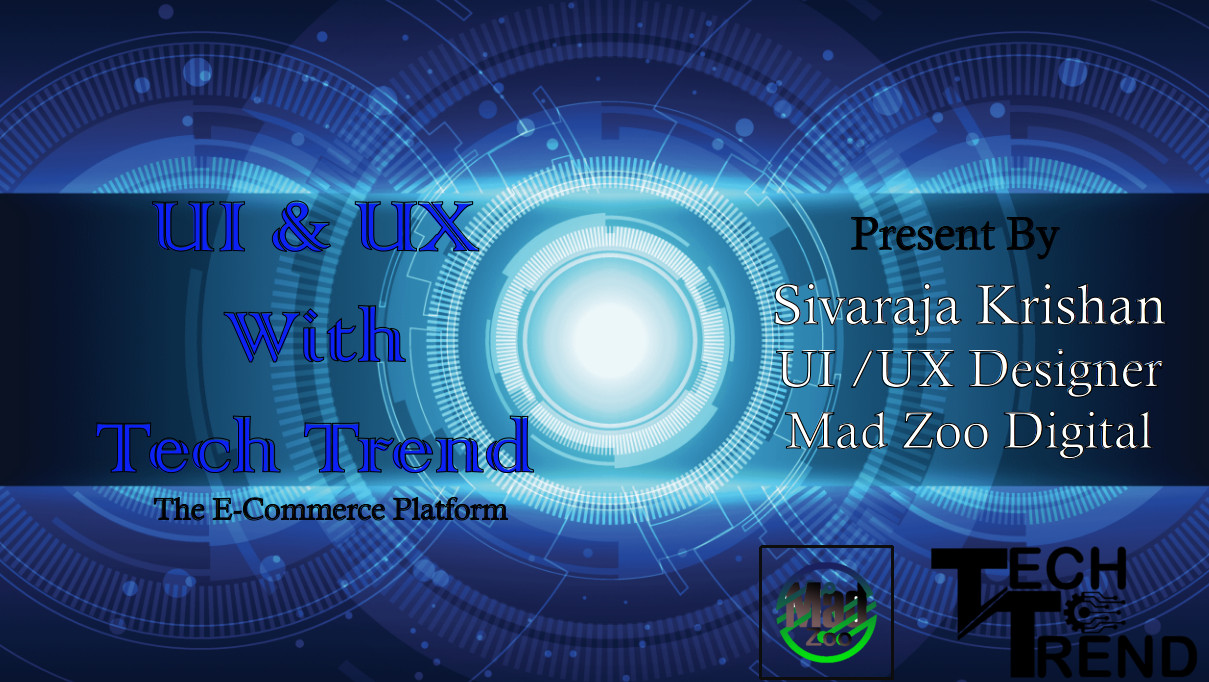 UI & UX
With
Tech Trend
The E-Commerce Platform
Present By
Sivaraja Krishan
UI /UX Designer
Mad Zoo Digital
Mad
ZOO
TECH
TREND